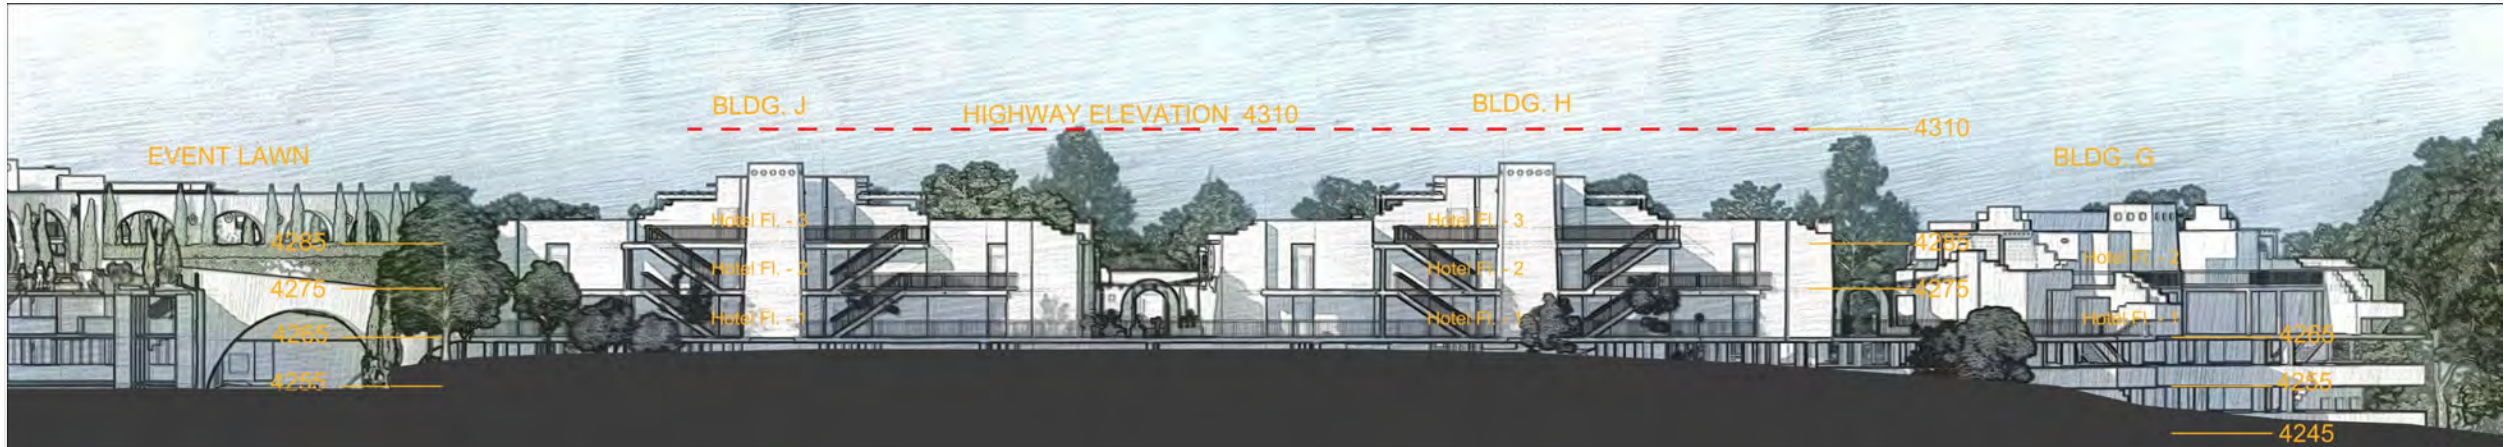 BLDG. J
HIGHWAY ELEVATION 4310
BLDG. H
4310
EVENT LAWN
BLDG, G
Hotel Fl. - 3
Hotel Fl. - 3
4285
4285
Hotel Fl. - 2
Hotel Fl. - 2
Hotel Fl. - 2
4275
4275
Hotel Fl. - 1
Hotel Fl. - 1
Hotel Fl. - 1
4265
4265
4255
4255
4245